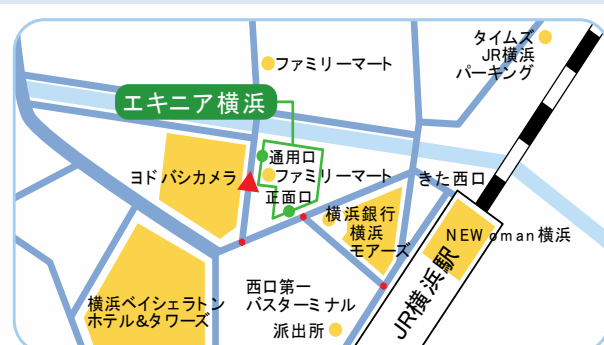 タイムズ
JR横浜
パーキング
ファミリーマート
エキニア横浜
通用口
ヨドバシカメラ
ファミリーマート
きた西口
正面口
横浜銀行
横浜
モアーズ
NEWoman横浜
JR横浜駅
西口第一
バスターミナル
横浜ベイシェラトン
ホテル&タワーズ
派出所